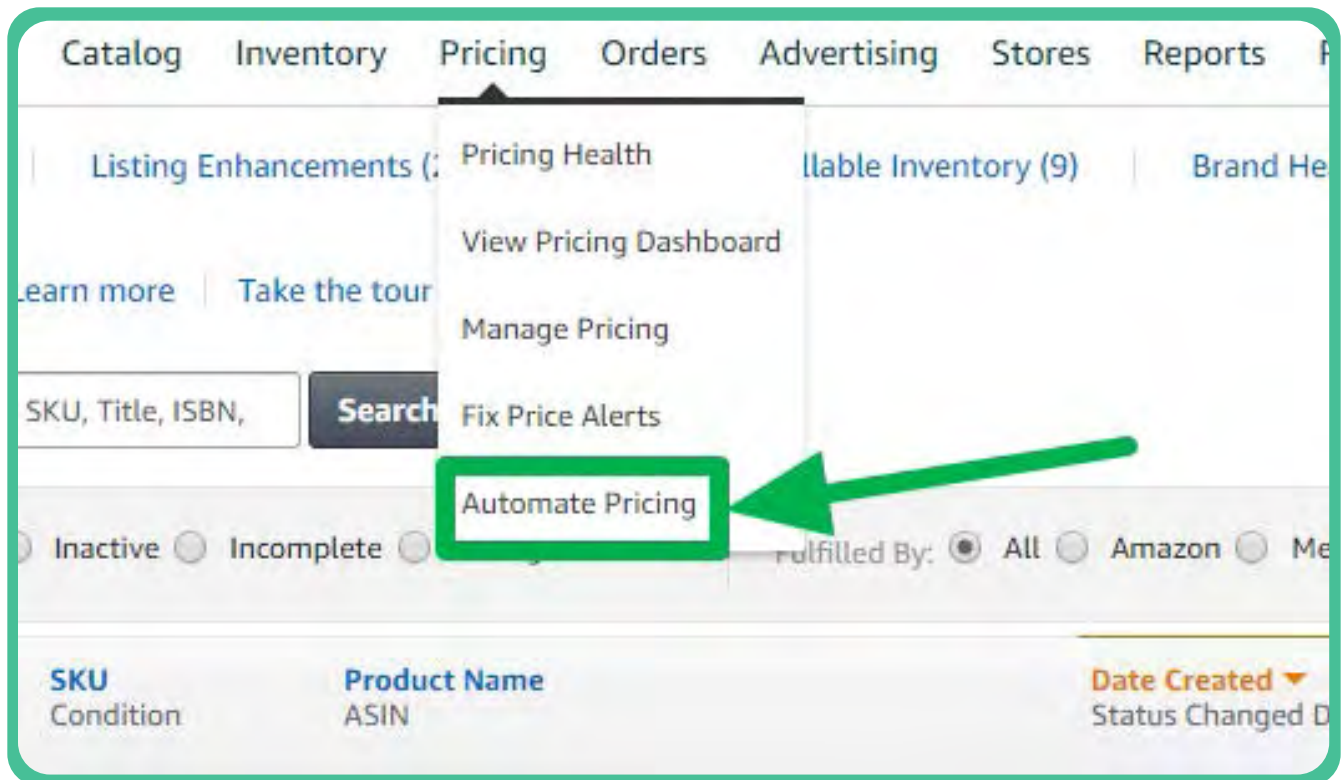 Catalog Inventory Pricing Orders Advertising Stores Reports
Listing Enhancements (2 llable Inventory (9) Brand He
Pricing Health
View Pricing Dashboard
Learn more Take the tour
Manage Pricing
SKU, Title, ISBN, Search
Fix Price Alerts
Automate Pricing
Inactive Incomplete Fulfilled By: All Amazon Me
SKU Product Name Date Created
Condition ASIN Status Changed D